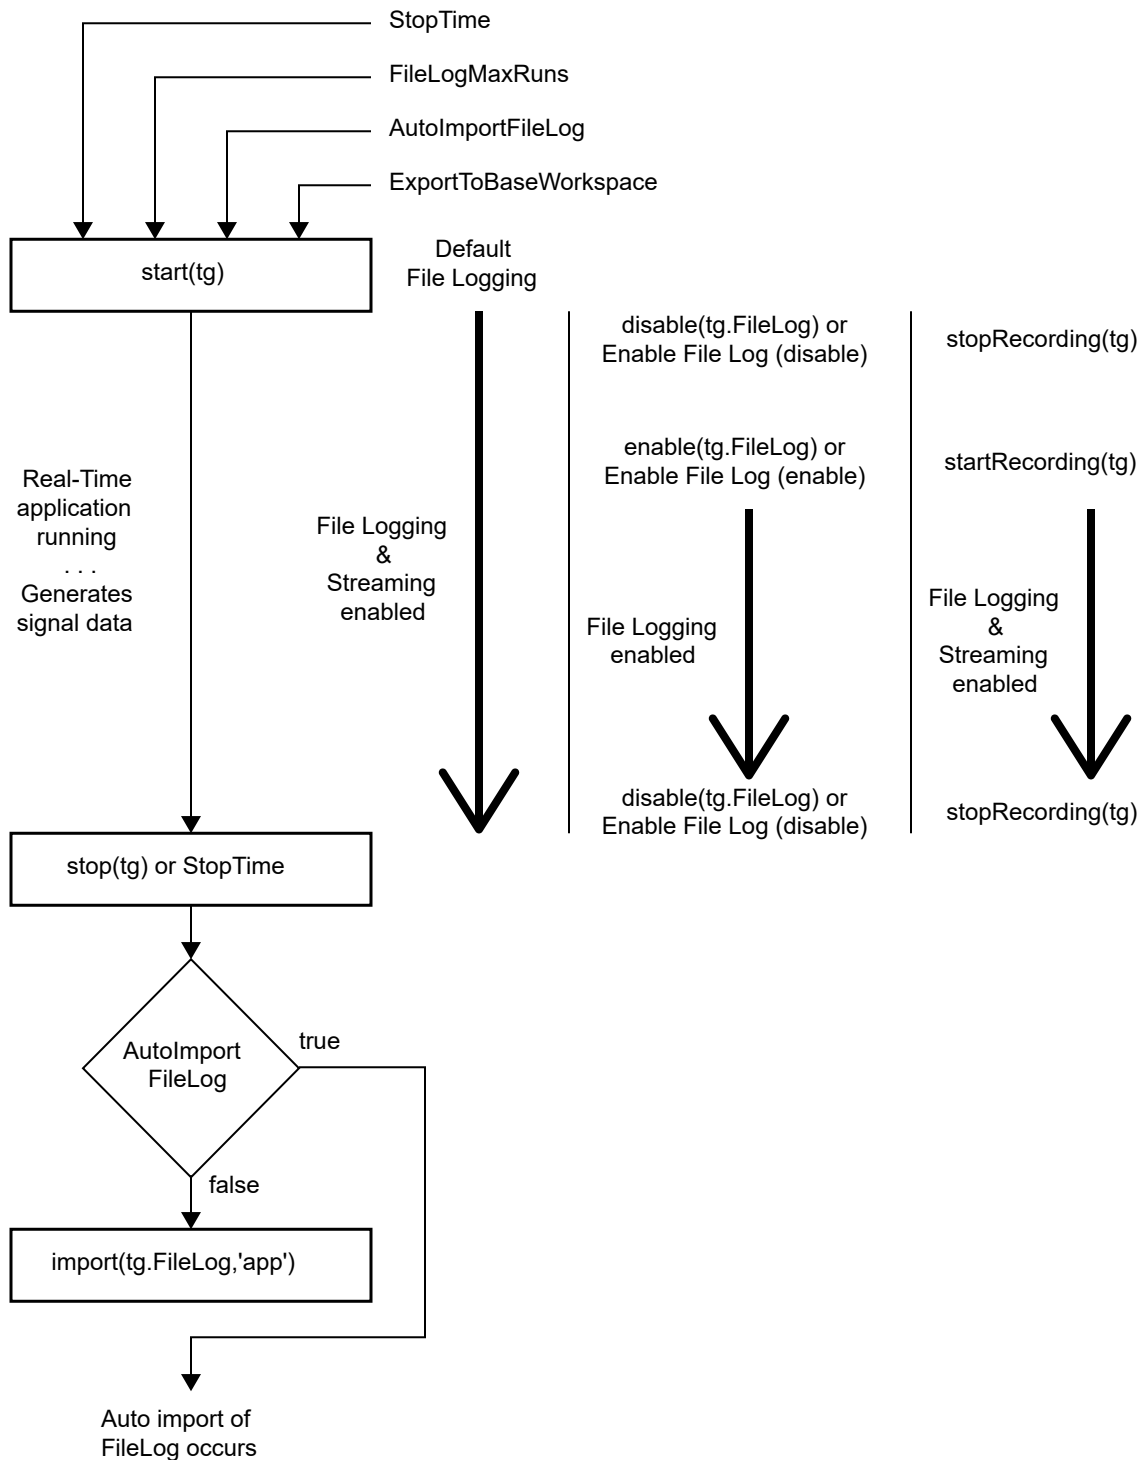 StopTime
FileLogMaxRuns
AutoImportFileLog
ExportToBaseWorkspace
start(tg)
Default
File Logging
disable(tg.FileLog) or
Enable File Log (disable)
stopRecording(tg)
enable(tg.FileLog) or
Enable File Log (enable)
startRecording(tg)
Real-Time
application
running
. . .
Generates
signal data
File Logging
&
Streaming
enabled
File Logging
enabled
File Logging
&
Streaming
enabled
disable(tg.FileLog) or
Enable File Log (disable)
stopRecording(tg)
stop(tg) or StopTime
AutoImport
FileLog
true
false
import(tg.FileLog,'app')
Auto import of
FileLog occurs